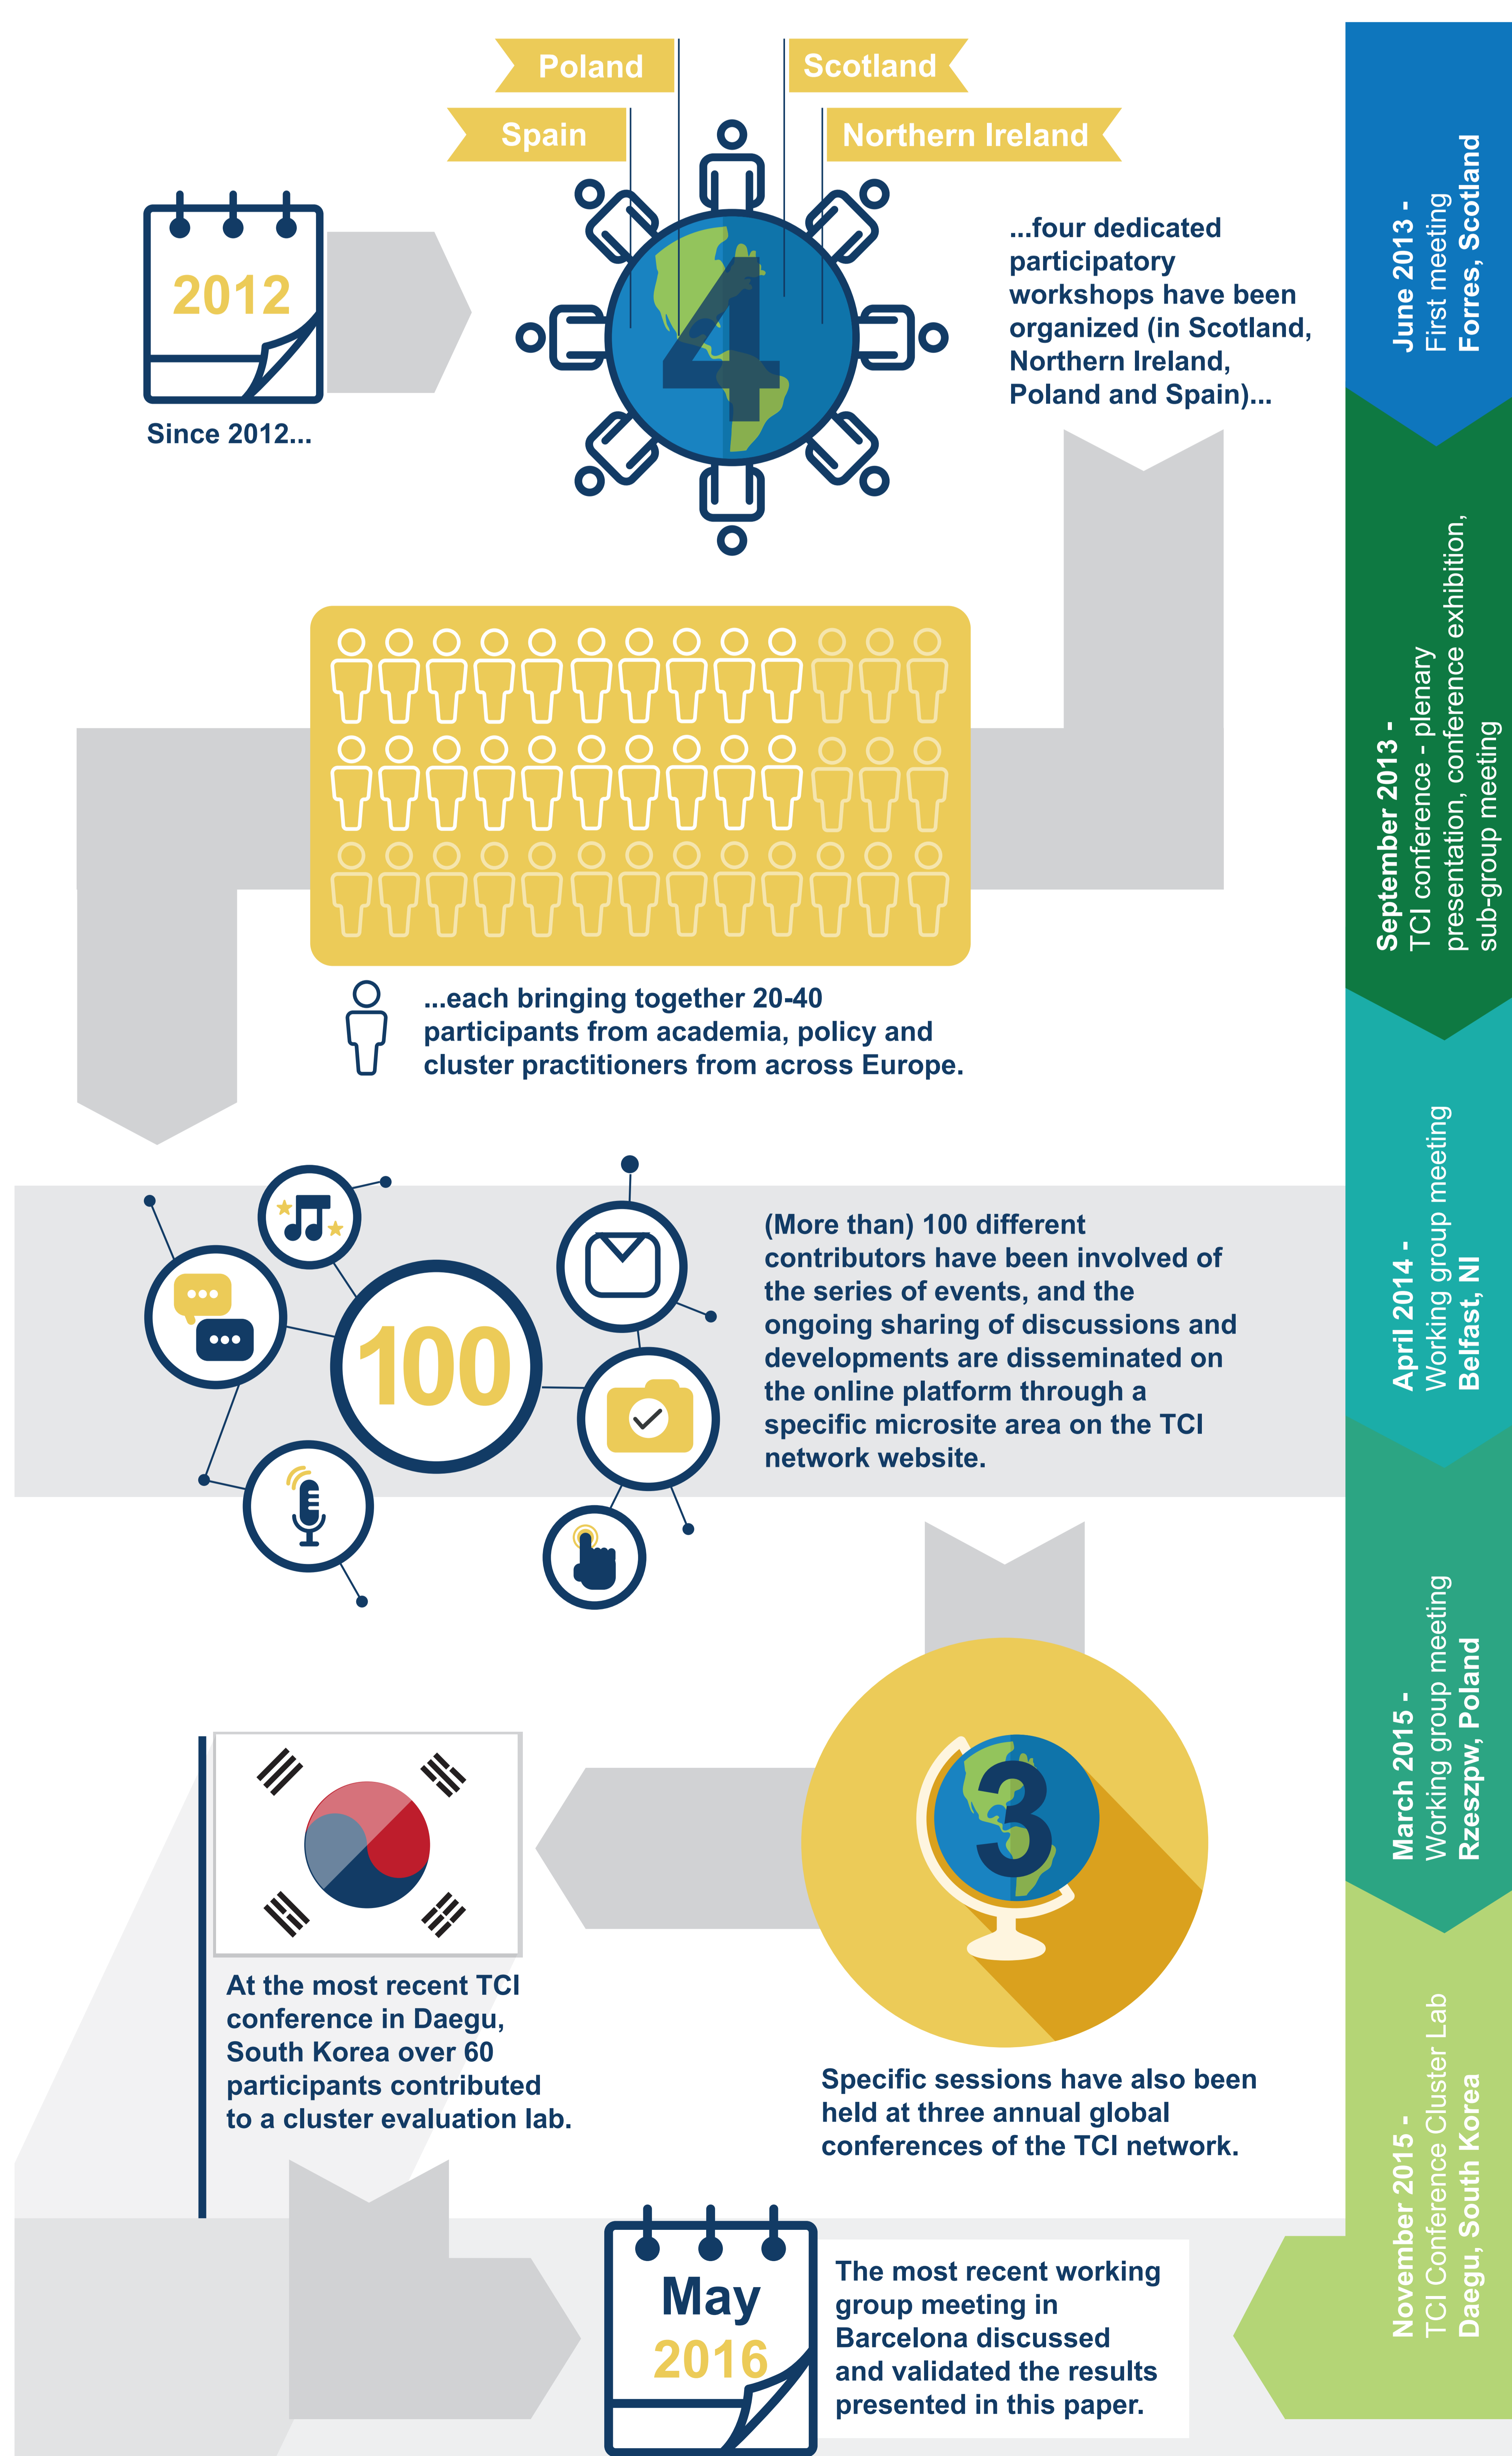 Poland
Scotland
Spain
Northern Ireland
2012
Since 2012...
4
...four dedicated
participatory
workshops have been
organized (in Scotland,
Northern Ireland,
Poland and Spain)...
...each bringing together 20-40
participants from academia, policy and
cluster practitioners from across Europe.
100
(More than) 100 different
contributors have been involved of
the series of events, and the
ongoing sharing of discussions and
developments are disseminated on
the online platform through a
specific microsite area on the TCI
network website.
3
Specific sessions have also been
held at three annual global
conferences of the TCI network.
At the most recent TCI
conference in Daegu,
South Korea over 60
participants contributed
to a cluster evaluation lab.
May
2016
The most recent working
group meeting in
Barcelona discussed
and validated the results
presented in this paper.
June 2013 -
First meeting
Forres, Scotland
September 2013 -
TCI conference - plenary
presentation, conference exhibition,
sub-group meeting
April 2014 -
Working group meeting
Belfast, NI
March 2015 -
Working group meeting
Rzeszpw, Poland
November 2015 -
TCI Conference Cluster Lab
Daegu, South Korea